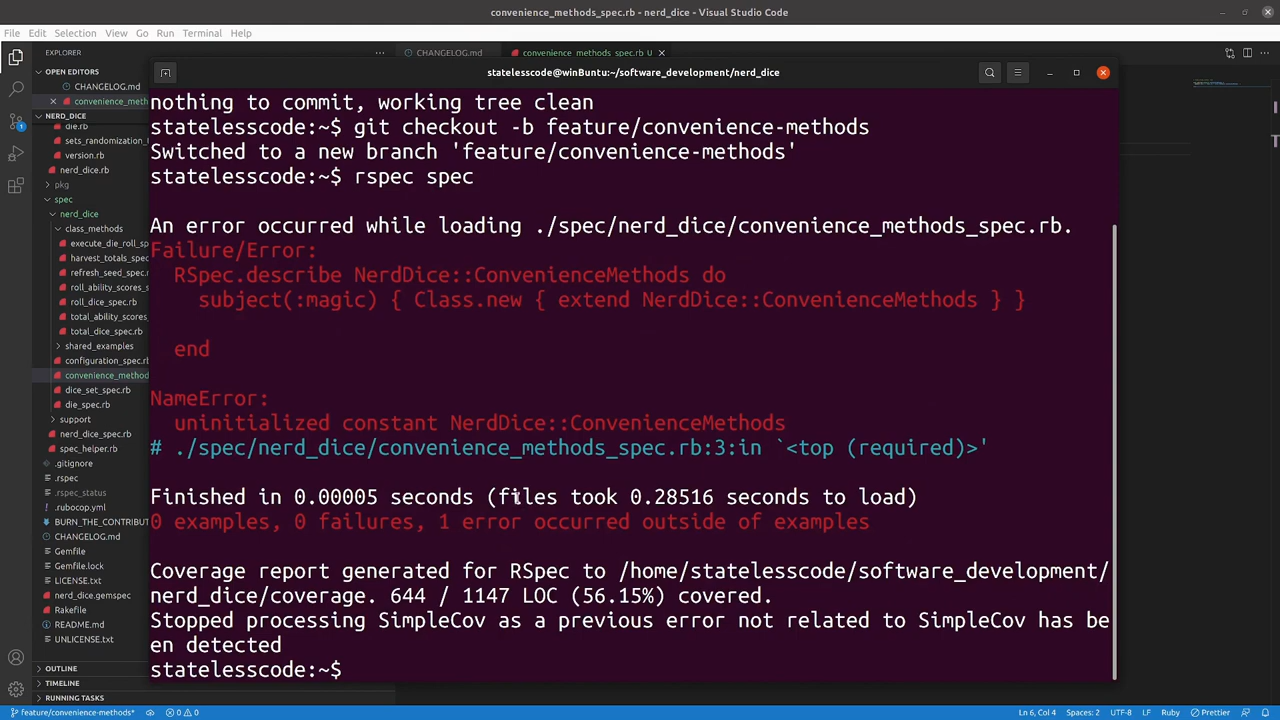 convenience_methods_spec.rb - nerd_dice - Visual Studio Code
File Edit Selection View Go Run Terminal Help
EXPLORER
CHANGELOG.md
convenience_methods_spec.rb U
OPEN EDITORS
CHANGELOG.md
convenience_meth
NERD_DICE
die.rb
sets_randomization_
version.rb
nerd_dice.rb
pkg
spec
nerd_dice
class_methods
execute_die_roll_sp
harvest_totals_spec
refresh_seed_spec.r
roll_ability_scores_s
roll_dice_spec.rb
total_ability_scores_
total_dice_spec.rb
shared_examples
configuration_spec.rb
convenience_methods
dice_set_spec.rb
die_spec.rb
support
nerd_dice_spec.rb
spec_helper.rb
.gitignore
.rspec
.rspec_status
.rubocop.yml
BURN_THE_CONTRIBUT
CHANGELOG.md
Gemfile
Gemfile.lock
LICENSE.txt
nerd_dice.gemspec
Rakefile
README.md
UNLICENSE.txt
OUTLINE
TIMELINE
RUNNING TASKS
1
statelesscode@winBuntu:~/software_development/nerd_dice
nothing to commit, working tree clean
statelesscode:~$ git checkout -b feature/convenience-methods
Switched to a new branch 'feature/convenience-methods'
statelesscode:~$ rspec spec
An error occurred while loading ./spec/nerd_dice/convenience_methods_spec.rb.
Failure/Error:
RSpec.describe NerdDice::ConvenienceMethods do
subject(:magic) { Class.new { extend NerdDice::ConvenienceMethods } }
end
NameError:
uninitialized constant NerdDice::ConvenienceMethods
# ./spec/nerd_dice/convenience_methods_spec.rb:3:in `<top (required)>'
Finished in 0.00005 seconds (files took 0.28516 seconds to load)
0 examples, 0 failures, 1 error occurred outside of examples
Coverage report generated for RSpec to /home/statelesscode/software_development/
nerd_dice/coverage. 644 / 1147 LOC (56.15%) covered.
Stopped processing SimpleCov as a previous error not related to SimpleCov has be
en detected
statelesscode:~$
feature/convenience-methods* 0 0 Ln 6, Col 4 Spaces: 2 UTF-8 LF Ruby Prettier